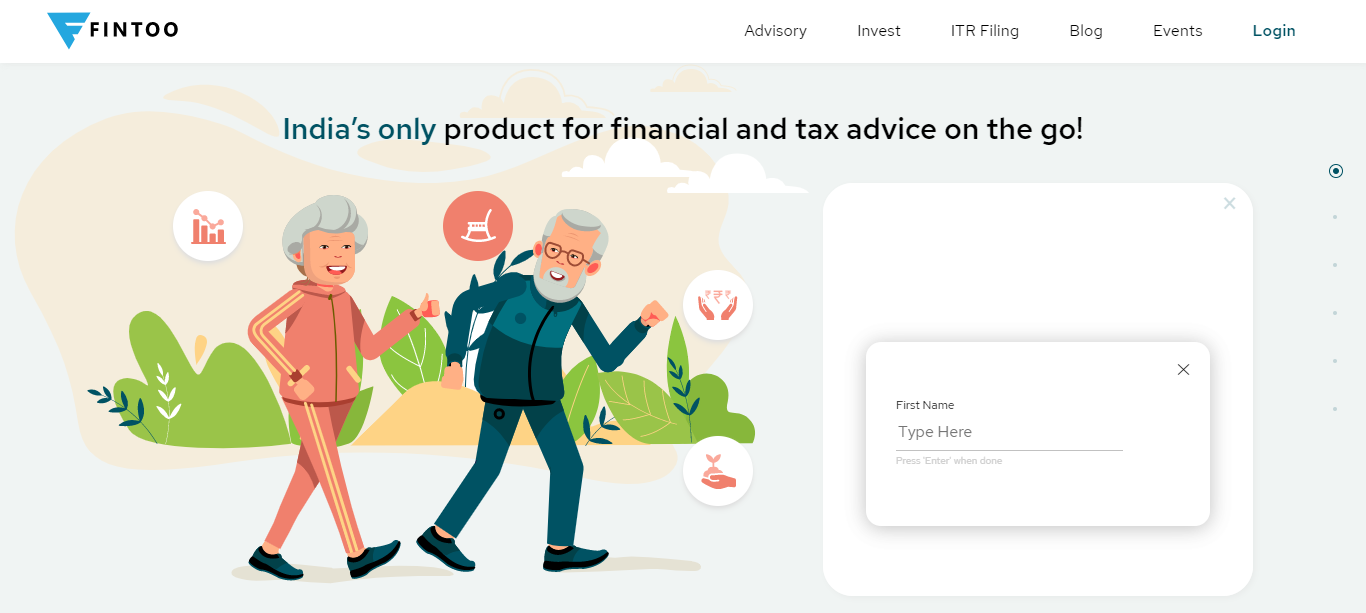 FINTOO
Advisory Invest ITR Filing Blog Events Login
India's only product for financial and tax advice on the go!
First Name
Type Here
Press 'Enter' when done